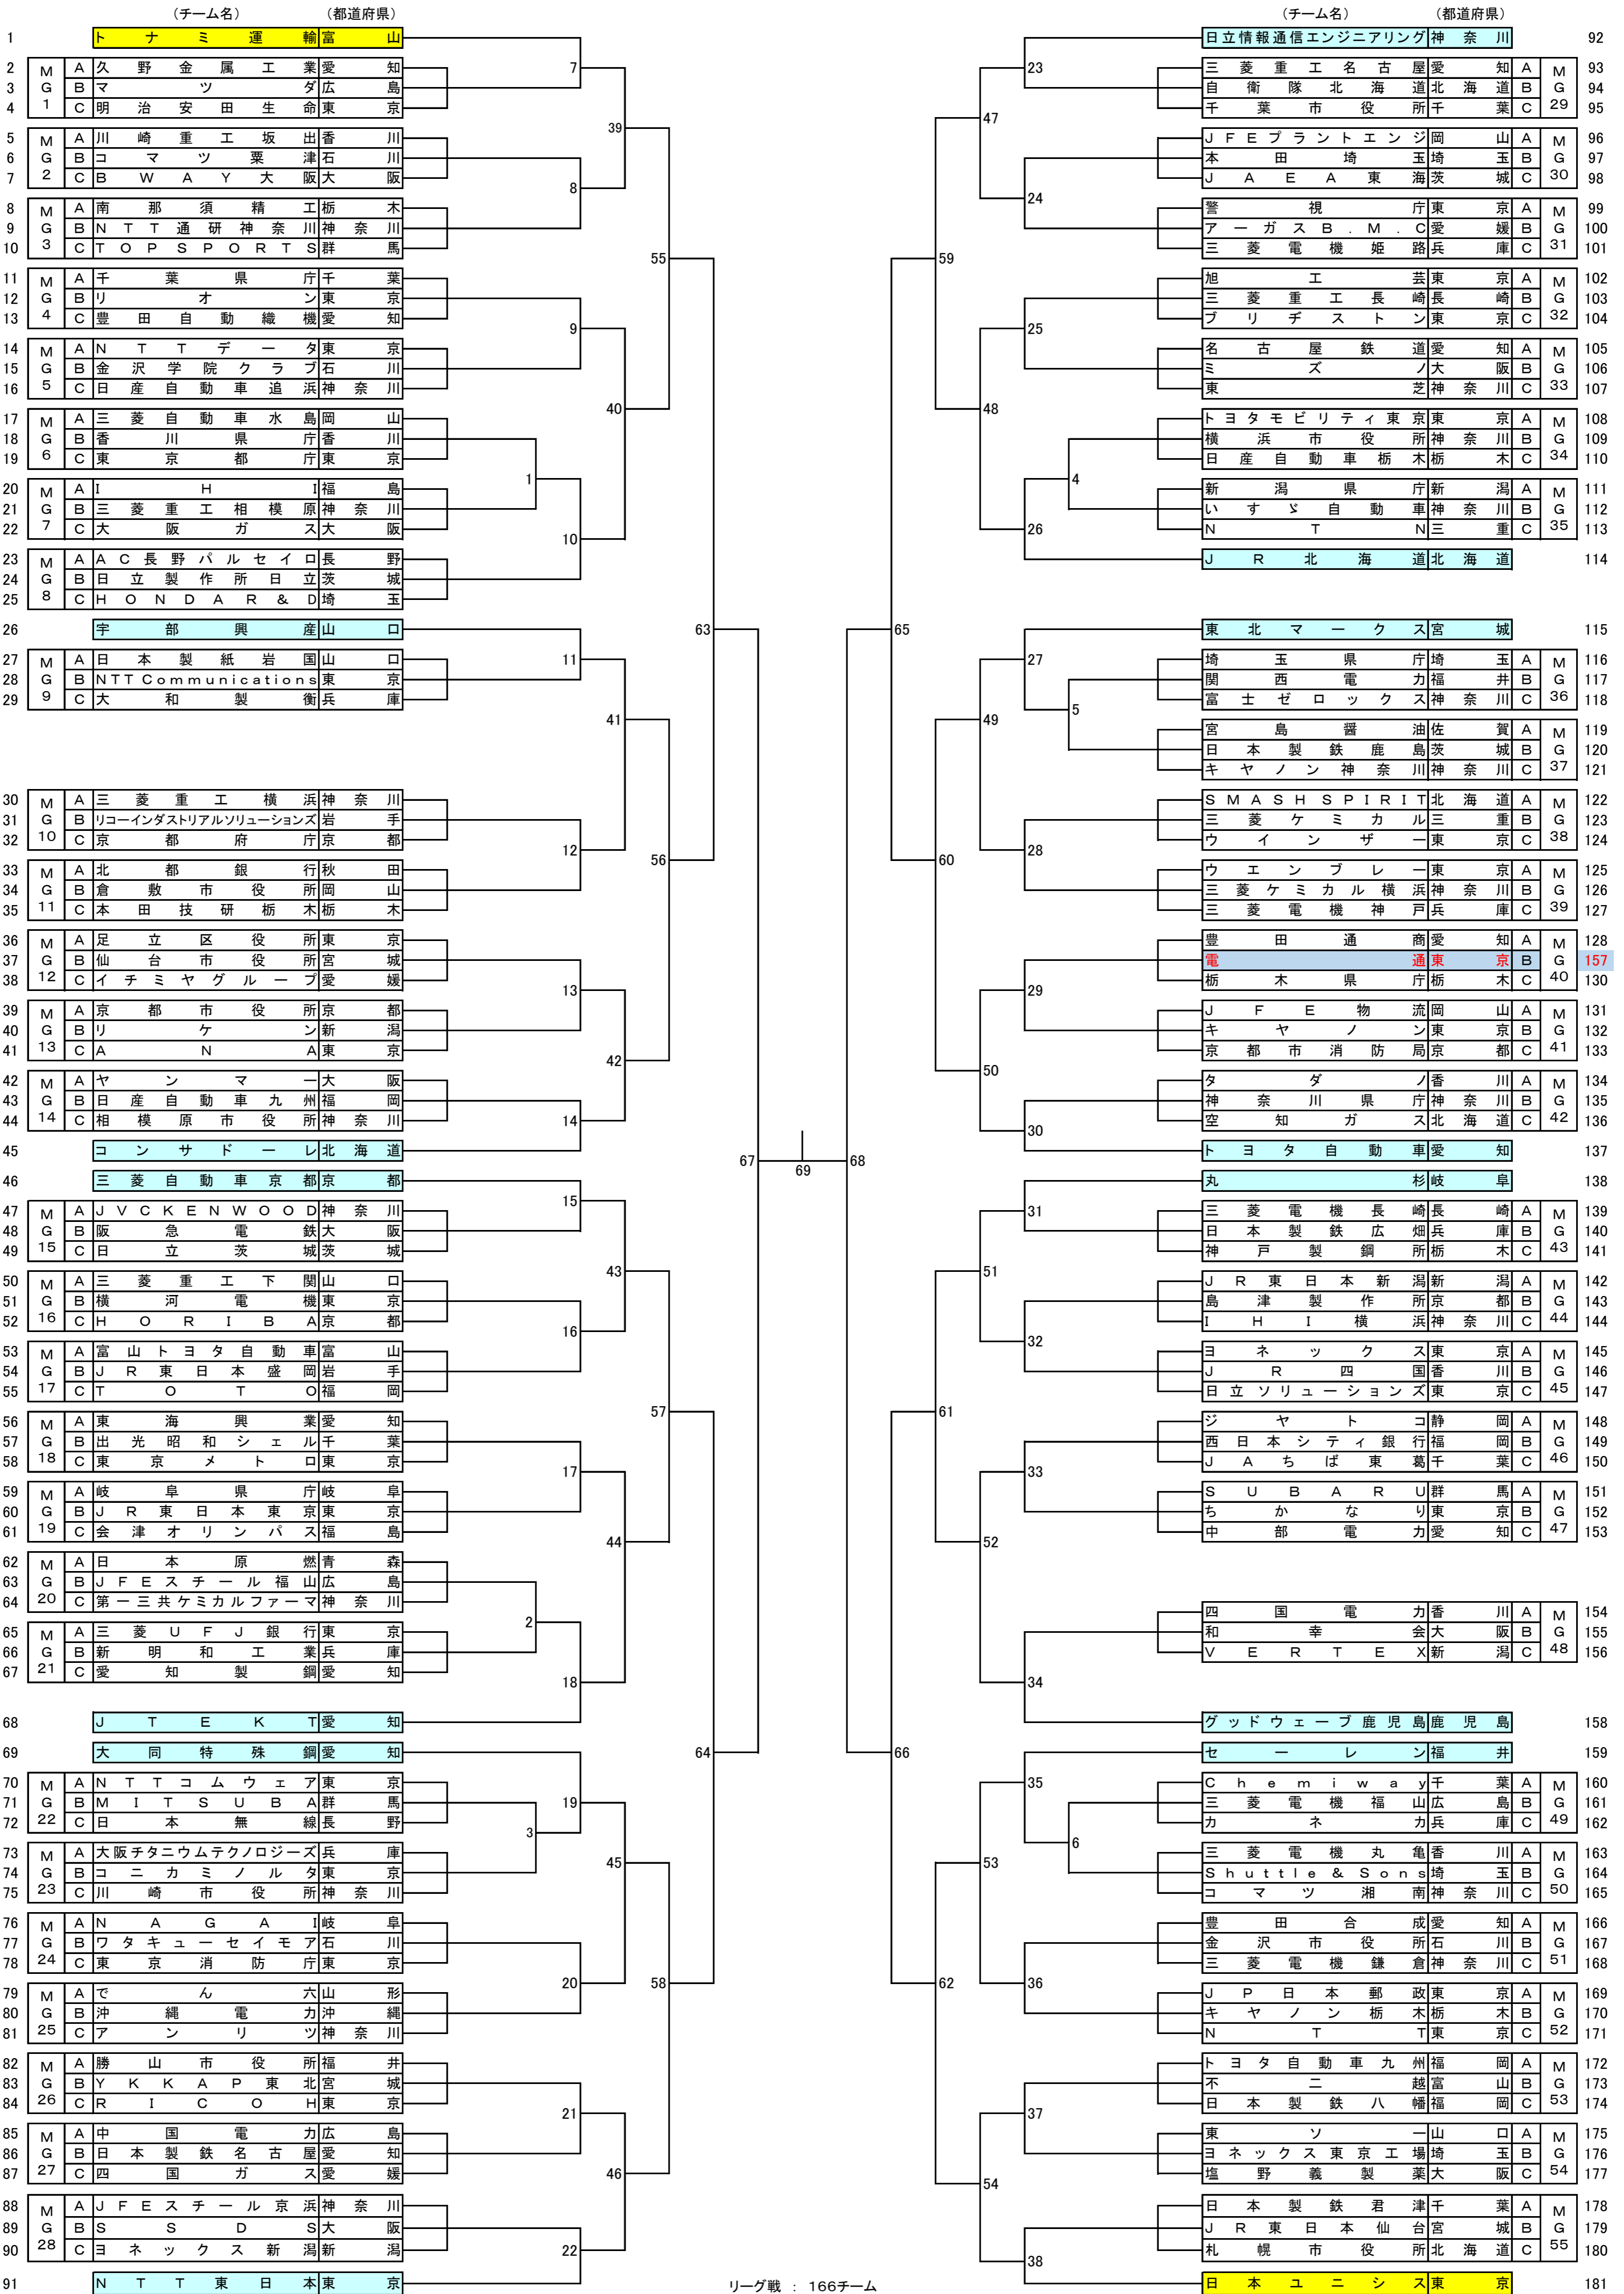 （チーム名） （都道府県）
1 トナミ運輸 富山
2 MG1 A 久野金属工業 愛知
3 B マツダ 広島
4 C 明治安田生命 東京
5 MG2 A 川崎重工坂出 香川
6 B コマツ粟津 石川
7 C BWAY大阪 大阪
8 MG3 A 南那須精工 栃木
9 B NTT通研神奈川 神奈川
10 C TOPSPORTS 群馬
11 MG4 A 千葉県庁 千葉
12 B リオン 東京
13 C 豊田自動織機 愛知
14 MG5 A NTTデータ 東京
15 B 金沢学院クラブ 石川
16 C 日産自動車追浜 神奈川
17 MG6 A 三菱自動車水島 岡山
18 B 香川県庁 香川
19 C 東京都庁 東京
20 MG7 A IHI 福島
21 B 三菱重工相模原 神奈川
22 C 大阪ガス 大阪
23 MG8 A AC長野パルセイロ 長野
24 B 日立製作所日立 茨城
25 C HONDAR&D 埼玉
26 宇部興産 山口
27 MG9 A 日本製紙岩国 山口
28 B NTTCommunications 東京
29 C 大和製衡 兵庫
30 MG10 A 三菱重工横浜 神奈川
31 B リコーインダストリアルソリューションズ 岩手
32 C 京都府庁 京都
33 MG11 A 北都銀行 秋田
34 B 倉敷市役所 岡山
35 C 本田技研栃木 栃木
36 MG12 A 足立区役所 東京
37 B 仙台市役所 宮城
38 C イチミヤグループ 愛媛
39 MG13 A 京都市役所 京都
40 B リケン 新潟
41 C ANA 東京
42 MG14 A ヤンマー 大阪
43 B 日産自動車九州 福岡
44 C 相模原市役所 神奈川
45 コンサドーレ 北海道
46 三菱自動車京都 京都
47 MG15 A JVCKENWOOD 神奈川
48 B 阪急電鉄 大阪
49 C 日立茨城 茨城
50 MG16 A 三菱重工下関 山口
51 B 横河電機 東京
52 C HORIBA 京都
53 MG17 A 富山トヨタ自動車 富山
54 B JR東日本盛岡 岩手
55 C TOTO 福岡
56 MG18 A 東海興業 愛知
57 B 出光昭和シェル 千葉
58 C 東京メトロ 東京
59 MG19 A 岐阜県庁 岐阜
60 B JR東日本東京 東京
61 C 会津オリンパス 福島
62 MG20 A 日本原燃 青森
63 B JFEスチール福山 広島
64 C 第一三共ケミカルファーマ 神奈川
65 MG21 A 三菱UFJ銀行 東京
66 B 新明和工業 兵庫
67 C 愛知製鋼 愛知
68 JTEKT 愛知
69 大同特殊鋼 愛知
70 MG22 A NTTコムウェア 東京
71 B MITSUBA 群馬
72 C 日本無線 長野
73 MG23 A 大阪チタニウムテクノロジーズ 兵庫
74 B コニカミノルタ 東京
75 C 川崎市役所 神奈川
76 MG24 A NAGAI 岐阜
77 B ワタキューセイモア 石川
78 C 東京消防庁 東京
79 MG25 A でん六 山形
80 B 沖縄電力 沖縄
81 C アンリツ 神奈川
82 MG26 A 勝山市役所 福井
83 B YKKAP東北 宮城
84 C RICOH 東京
85 MG27 A 中国電力 広島
86 B 日本製鉄名古屋 愛知
87 C 四国ガス 愛媛
88 MG28 A JFEスチール京浜 神奈川
89 B SSDS 大阪
90 C ヨネックス新潟 新潟
91 NTT東日本 東京
7
8
9
1
10
11
12
13
14
15
16
17
2
18
3
19
20
21
22
39
40
41
42
43
44
45
46
55
56
57
58
63
64
67
69
68
65
66
59
60
61
62
47
48
49
50
51
52
53
54
23
24
25
4
26
27
5
28
29
30
31
32
33
34
35
6
36
37
38
（チーム名） （都道府県）
日立情報通信エンジニアリング 神奈川 92
三菱重工名古屋 愛知 A MG29 93
自衛隊北海道 北海道 B 94
千葉市役所 千葉 C 95
JFEプラントエンジ 岡山 A MG30 96
本田埼玉 埼玉 B 97
JAEA東海 茨城 C 98
警視庁 東京 A MG31 99
アーガスB.M.C 愛媛 B 100
三菱電機姫路 兵庫 C 101
旭工芸 東京 A MG32 102
三菱重工長崎 長崎 B 103
ブリヂストン 東京 C 104
名古屋鉄道 愛知 A MG33 105
ミズノ 大阪 B 106
東芝 神奈川 C 107
トヨタモビリティ東京 東京 A MG34 108
横浜市役所 神奈川 B 109
日産自動車栃木 栃木 C 110
新潟県庁 新潟 A MG35 111
いすゞ自動車 神奈川 B 112
NTN 三重 C 113
JR北海道 北海道 114
東北マークス 宮城 115
埼玉県庁 埼玉 A MG36 116
関西電力 福井 B 117
富士ゼロックス 神奈川 C 118
宮島醤油 佐賀 A MG37 119
日本製鉄鹿島 茨城 B 120
キヤノン神奈川 神奈川 C 121
SMASHSPIRIT 北海道 A MG38 122
三菱ケミカル 三重 B 123
ウインザー 東京 C 124
ウエンブレー 東京 A MG39 125
三菱ケミカル横浜 神奈川 B 126
三菱電機神戸 兵庫 C 127
豊田通商 愛知 A MG40 128
電通 東京 B 157
栃木県庁 栃木 C 130
JFE物流 岡山 A MG41 131
キヤノン 東京 B 132
京都市消防局 京都 C 133
タダノ 香川 A MG42 134
神奈川県庁 神奈川 B 135
空知ガス 北海道 C 136
トヨタ自動車 愛知 137
丸杉 岐阜 138
三菱電機長崎 長崎 A MG43 139
日本製鉄広畑 兵庫 B 140
神戸製鋼所 栃木 C 141
JR東日本新潟 新潟 A MG44 142
島津製作所 京都 B 143
IHI横浜 神奈川 C 144
ヨネックス 東京 A MG45 145
JR四国 香川 B 146
日立ソリューションズ 東京 C 147
ジヤトコ 静岡 A MG46 148
西日本シティ銀行 福岡 B 149
JAちば東葛 千葉 C 150
SUBARU 群馬 A MG47 151
ちかなり 東京 B 152
中部電力 愛知 C 153
四国電力 香川 A MG48 154
和幸会 大阪 B 155
VERTEX 新潟 C 156
グッドウェーブ鹿児島 鹿児島 158
セーレン 福井 159
Chemiway 千葉 A MG49 160
三菱電機福山 広島 B 161
カネカ 兵庫 C 162
三菱電機丸亀 香川 A MG50 163
Shuttle&Sons 埼玉 B 164
コマツ湘南 神奈川 C 165
豊田合成 愛知 A MG51 166
金沢市役所 石川 B 167
三菱電機鎌倉 神奈川 C 168
JP日本郵政 東京 A MG52 169
キヤノン栃木 栃木 B 170
NTT 東京 C 171
トヨタ自動車九州 福岡 A MG53 172
不二越 富山 B 173
日本製鉄八幡 福岡 C 174
東ソー 山口 A MG54 175
ヨネックス東京工場 埼玉 B 176
塩野義製薬 大阪 C 177
日本製鉄君津 千葉 A MG55 178
JR東日本仙台 宮城 B 179
札幌市役所 北海道 C 180
日本ユニシス 東京 181
リーグ戦 ： 166チーム